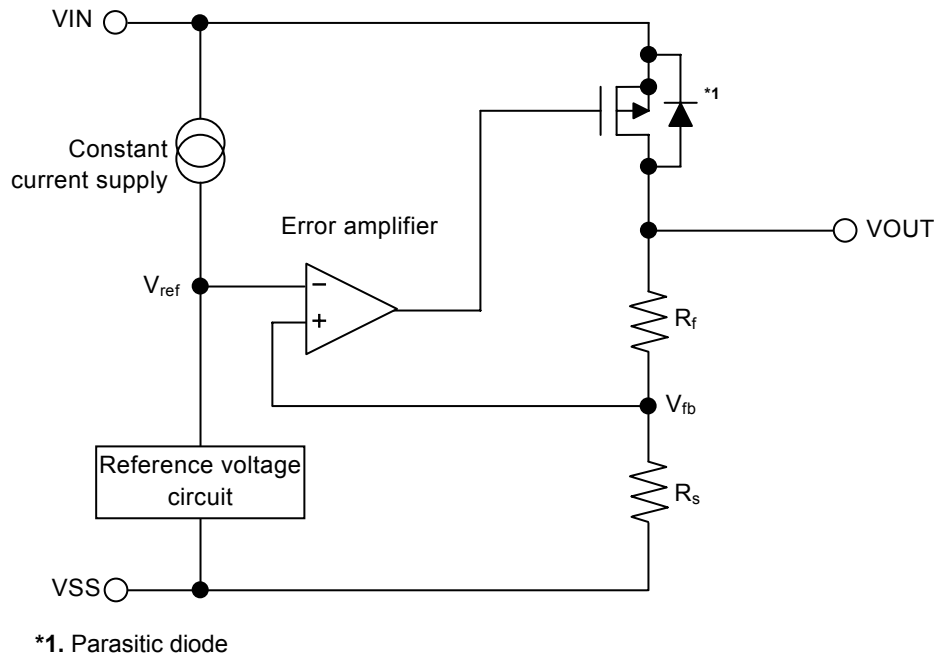 VIN
*1
Constant
current supply
Error amplifier
VOUT
Vref
−
+
Rf
Vfb
Reference voltage
circuit
Rs
VSS
*1. Parasitic diode